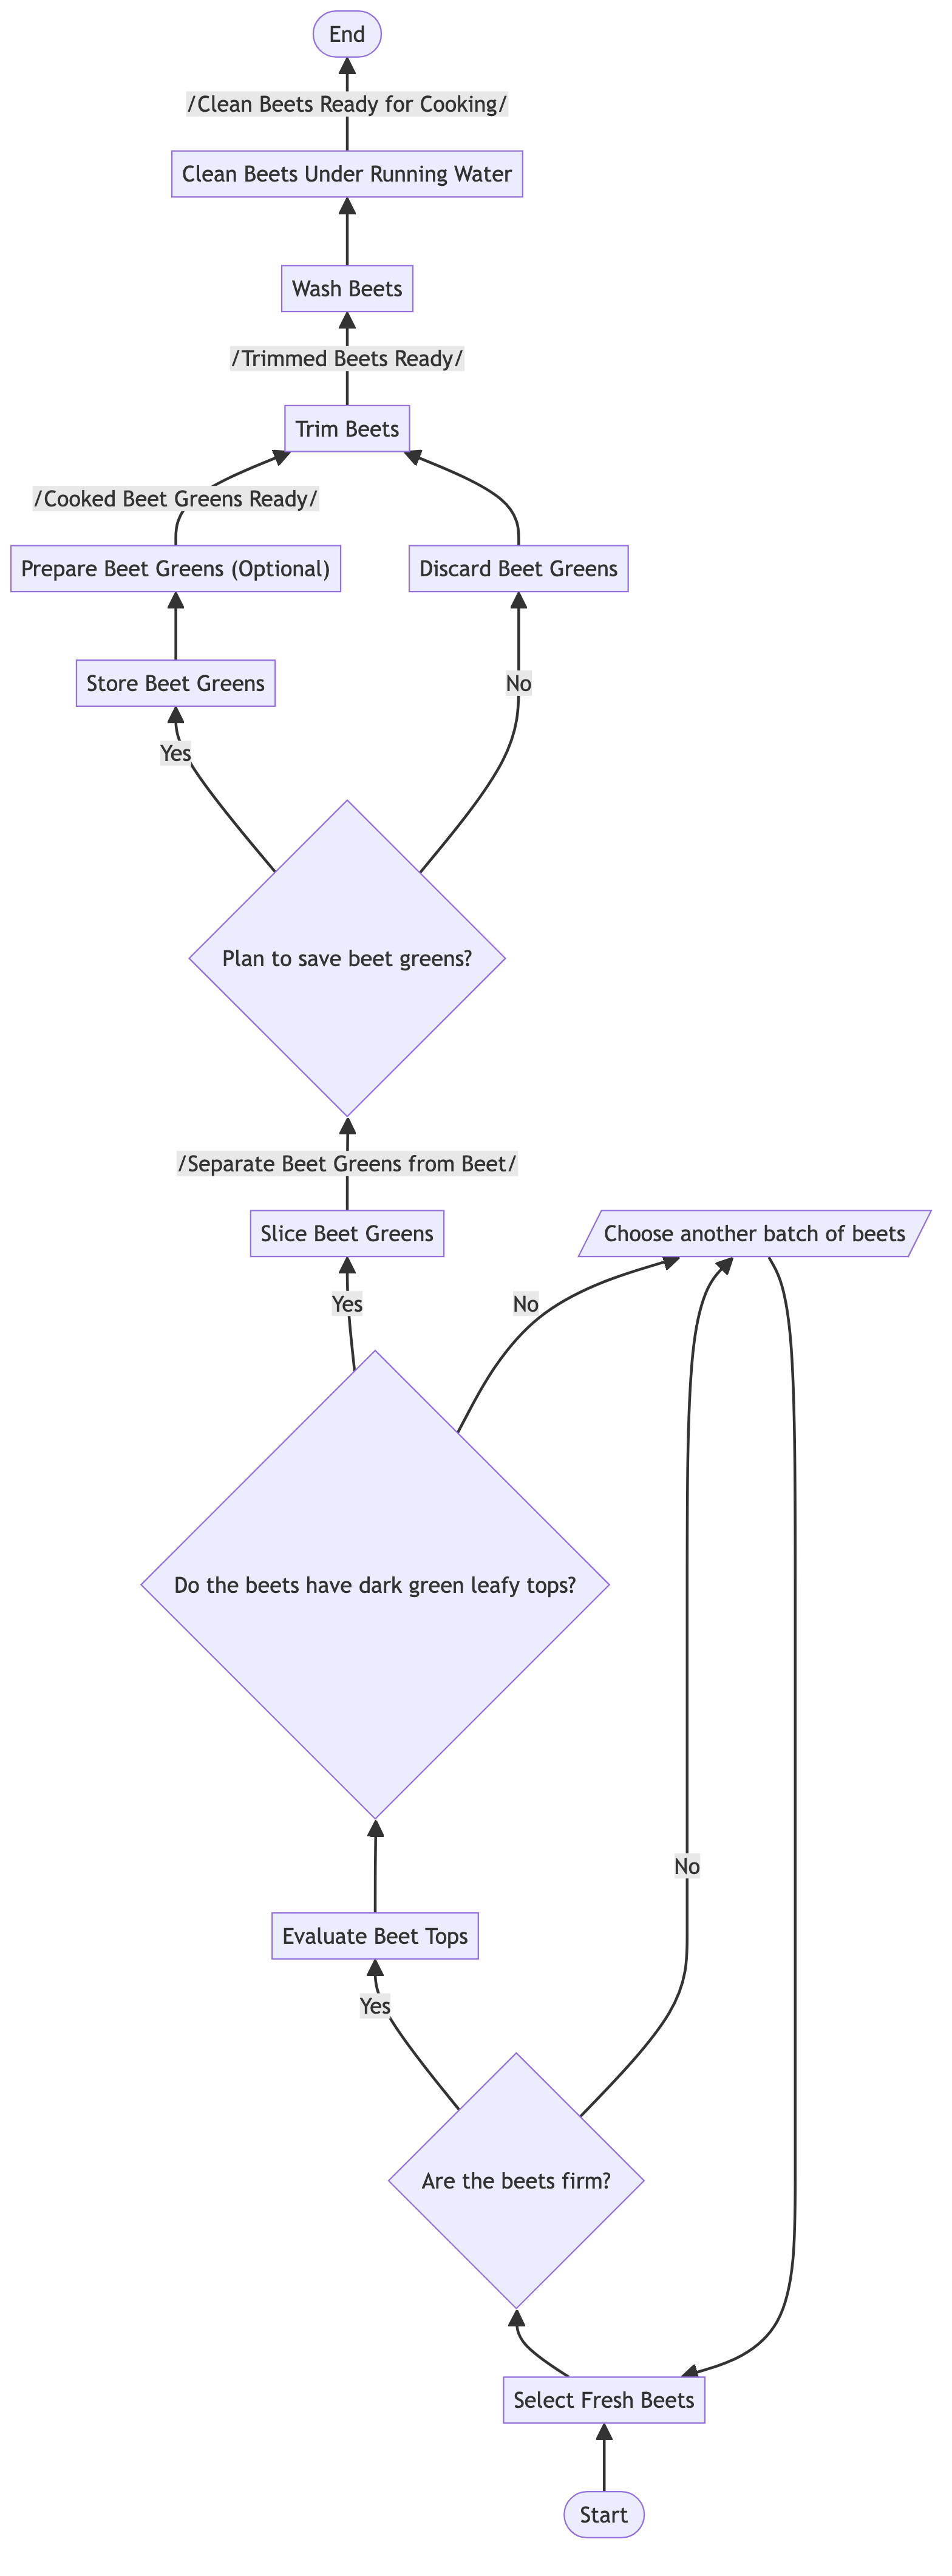 End
/Clean Beets Ready for Cooking/
Clean Beets Under Running Water
Wash Beets
/Trimmed Beets Ready/
Trim Beets
/Cooked Beet Greens Ready/
Prepare Beet Greens (Optional)
Discard Beet Greens
Store Beet Greens
No
Yes
Plan to save beet greens?
/Separate Beet Greens from Beet/
Slice Beet Greens
Choose another batch of beets
Yes
No
Do the beets have dark green leafy tops?
No
Evaluate Beet Tops
Yes
Are the beets firm?
Select Fresh Beets
Start